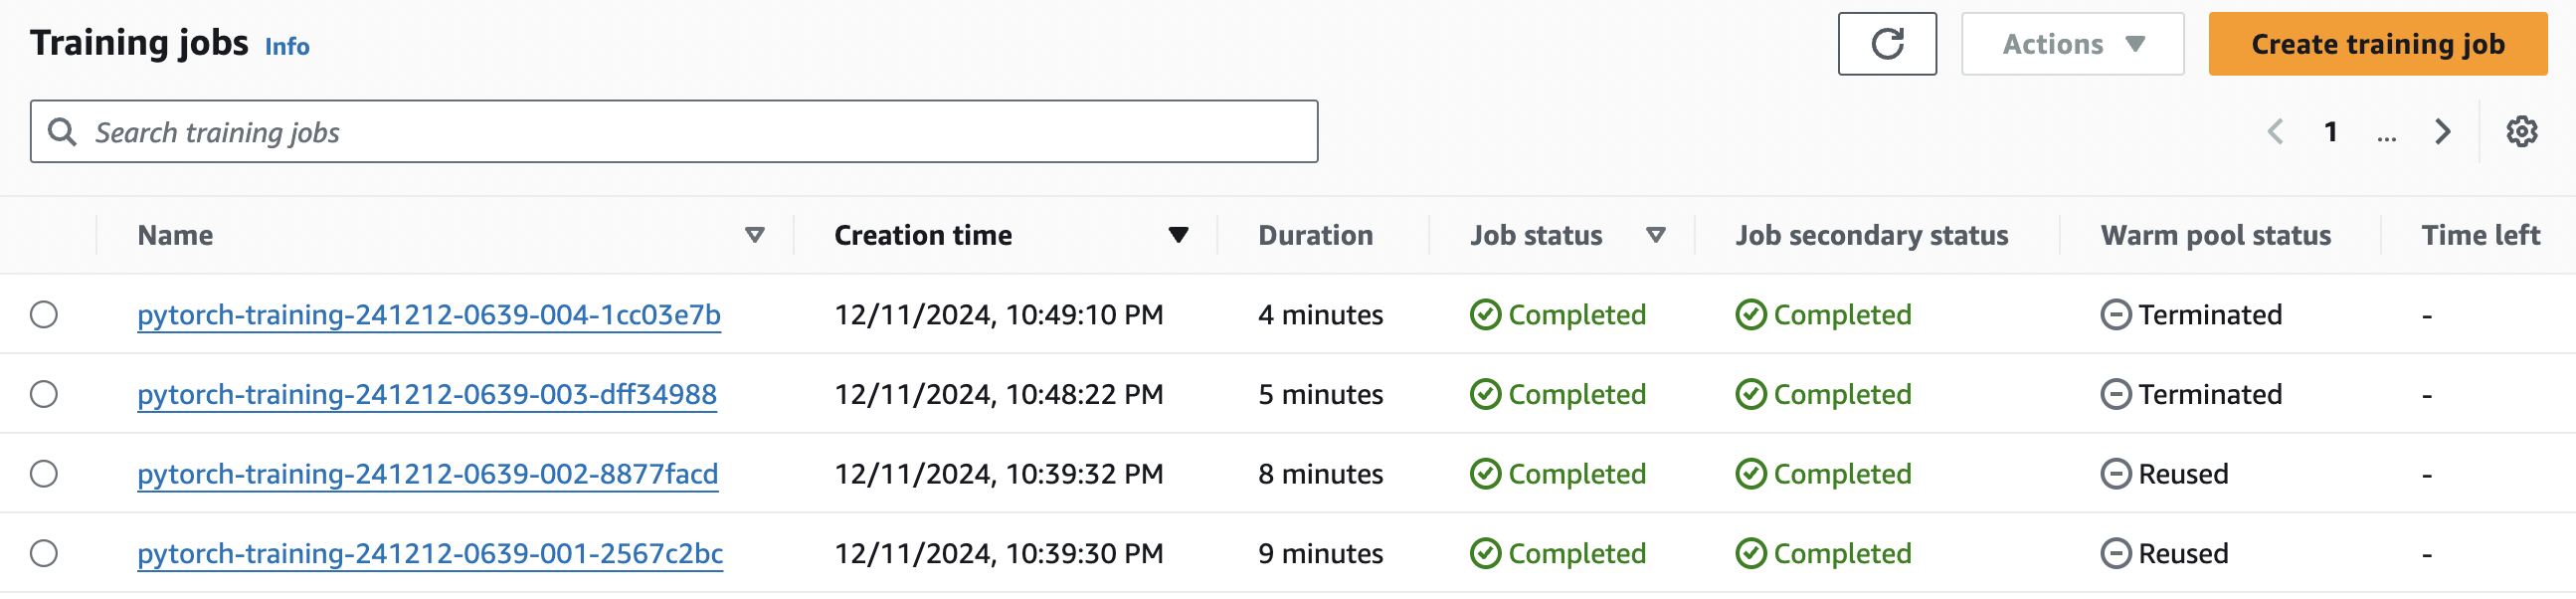 Training jobs Info
Actions
Create training job
Search training jobs
1 ...
Name Creation time Duration Job status Job secondary status Warm pool status Time left
pytorch-training-241212-0639-004-1cc03e7b 12/11/2024, 10:49:10 PM 4 minutes Completed Completed Terminated -
pytorch-training-241212-0639-003-dff34988 12/11/2024, 10:48:22 PM 5 minutes Completed Completed Terminated -
pytorch-training-241212-0639-002-8877facd 12/11/2024, 10:39:32 PM 8 minutes Completed Completed Reused -
pytorch-training-241212-0639-001-2567c2bc 12/11/2024, 10:39:30 PM 9 minutes Completed Completed Reused -